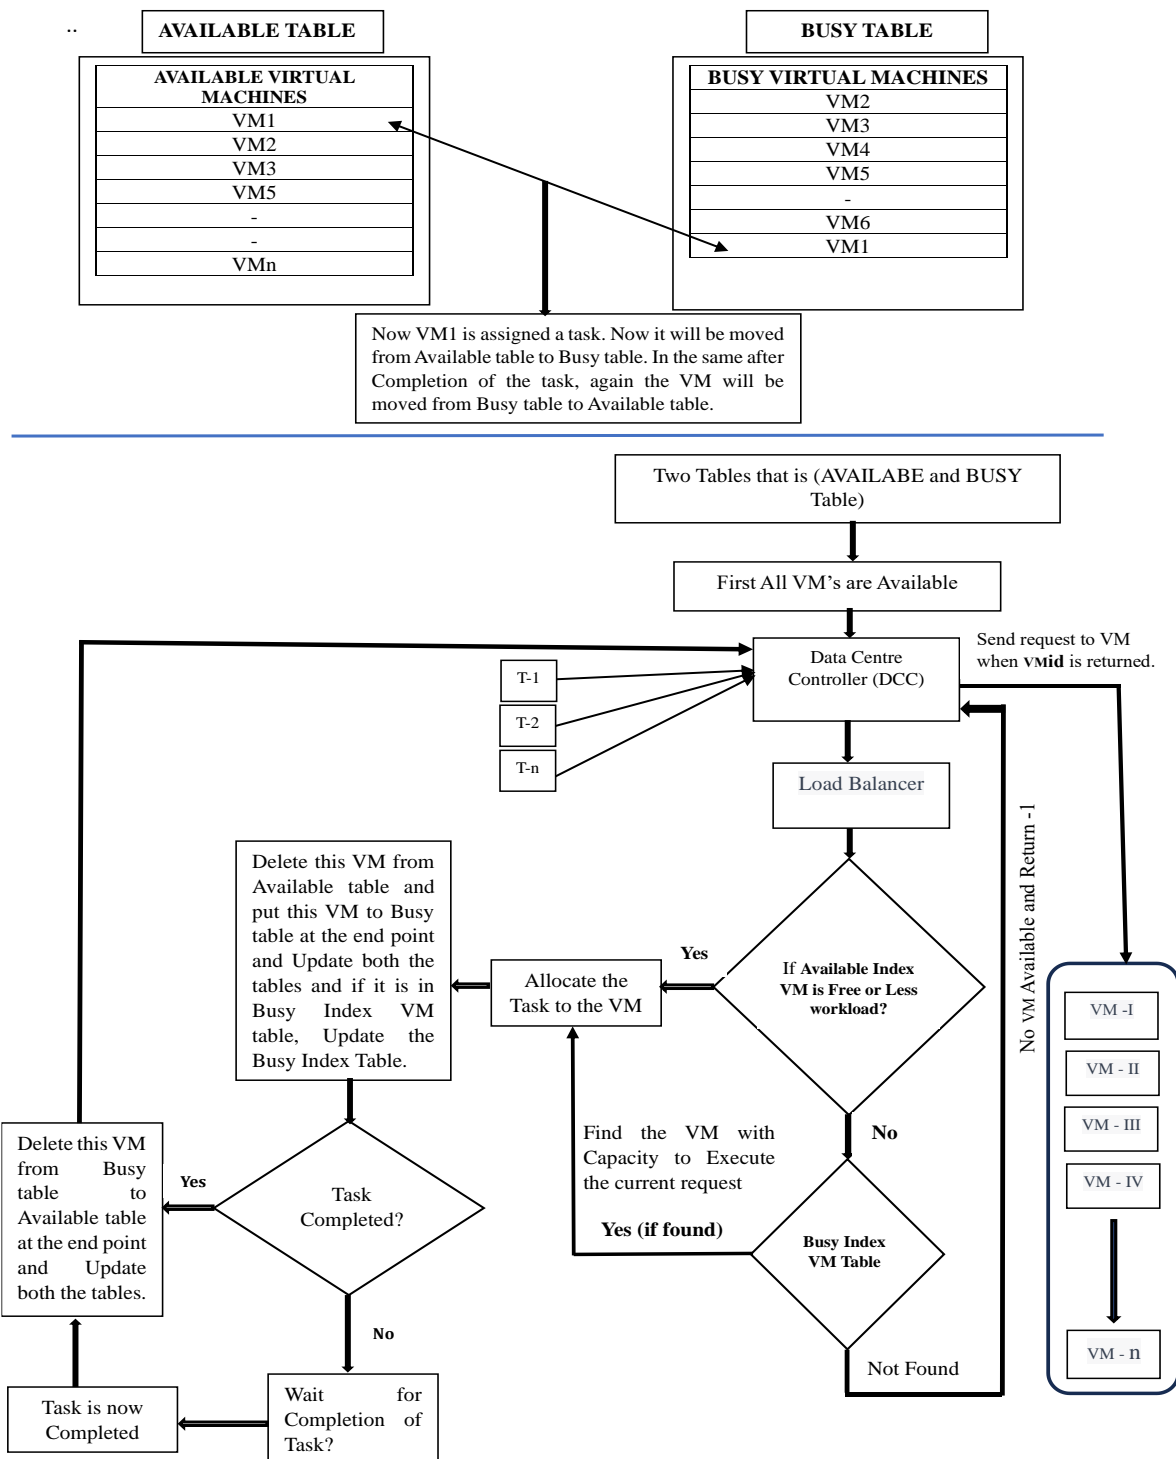 ..
AVAILABLE TABLE
BUSY TABLE
AVAILABLE VIRTUAL
MACHINES
VM1
VM2
VM3
VM5
-
-
VMn
BUSY VIRTUAL MACHINES
VM2
VM3
VM4
VM5
-
VM6
VM1
Now VM1 is assigned a task. Now it will be moved
from Available table to Busy table. In the same after
Completion of the task, again the VM will be
moved from Busy table to Available table.
Two Tables that is (AVAILABE and BUSY
Table)
First All VM's are Available
Data Centre
Controller (DCC)
Send request to VM
when VMid is returned.
T-1
T-2
T-n
Load Balancer
No VM Available and Return -1
If Available Index
VM is Free or Less
workload?
Yes
Allocate the
Task to the VM
Delete this VM from
Available table and
put this VM to Busy
table at the end point
and Update both the
tables and if it is in
Busy Index VM
table, Update the
Busy Index Table.
No
Find the VM with
Capacity to Execute
the current request
Yes (if found)
Busy Index
VM Table
Not Found
VM -I
VM - II
VM - III
VM - IV
VM - n
Task
Completed?
Yes
Delete this VM
from Busy
table to
Available table
at the end point
and Update
both the tables.
No
Wait for
Completion of
Task?
Task is now
Completed